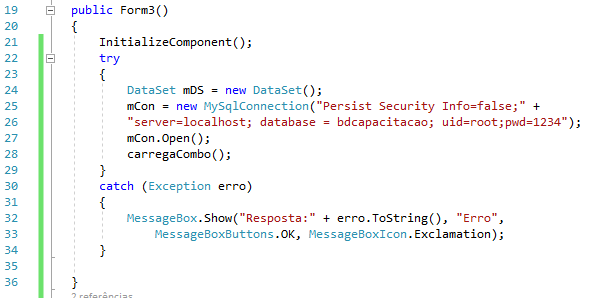 19 public Form3()
20 {
21 InitializeComponent();
22 try
23 {
24 DataSet mDS = new DataSet();
25 mCon = new MySqlConnection("Persist Security Info=false;" +
26 "server=localhost; database = bdcapacitacao; uid=root;pwd=1234");
27 mCon.Open();
28 carregaCombo();
29 }
30 catch (Exception erro)
31 {
32 MessageBox.Show("Resposta:" + erro.ToString(), "Erro",
33 MessageBoxButtons.OK, MessageBoxIcon.Exclamation);
34 }
35
36 }
2 referências